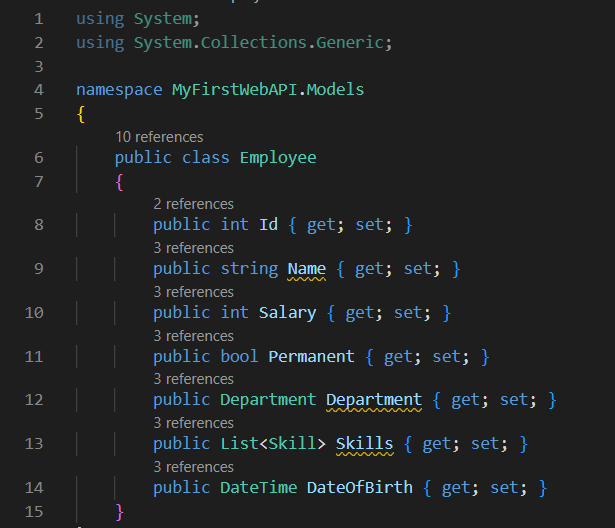 1 using System;
2 using System.Collections.Generic;
3
4 namespace MyFirstWebAPI.Models
5 {
10 references
6 public class Employee
7 {
2 references
8 public int Id { get; set; }
3 references
9 public string Name { get; set; }
3 references
10 public int Salary { get; set; }
3 references
11 public bool Permanent { get; set; }
3 references
12 public Department Department { get; set; }
3 references
13 public List<Skill> Skills { get; set; }
3 references
14 public DateTime DateOfBirth { get; set; }
15 }